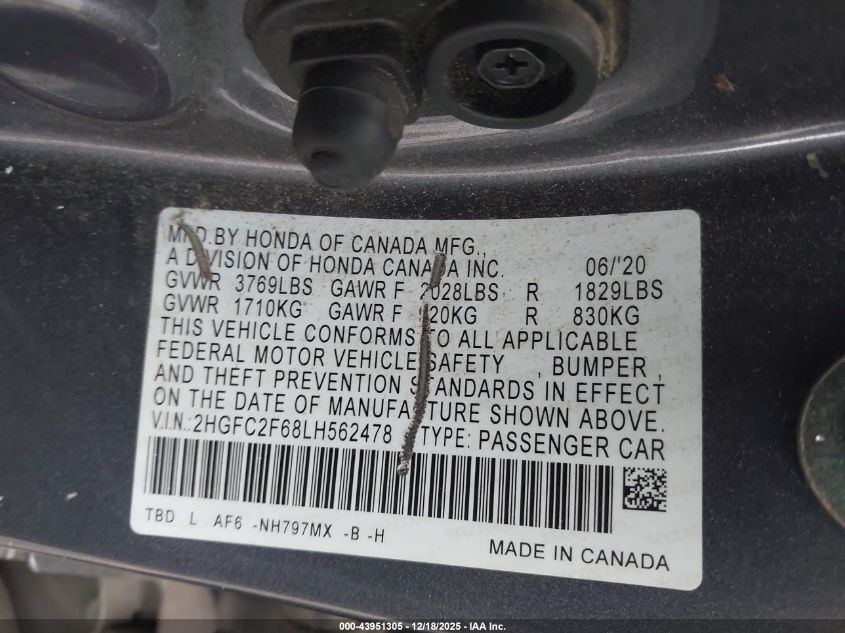 MFD.BY HONDA OF CANADA MFG.,
A DIVISION OF HONDA CANADA INC. 06/'20
GVWR 3769LBS GAWR F 2028LBS R 1829LBS
GVWR 1710KG GAWR F 920KG R 830KG
THIS VEHICLE CONFORMS TO ALL APPLICABLE
FEDERAL MOTOR VEHICLE SAFETY , BUMPER ,
AND THEFT PREVENTION STANDARDS IN EFFECT
ON THE DATE OF MANUFACTURE SHOWN ABOVE.
V.I.N.:2HGFC2F68LH562478 TYPE: PASSENGER CAR
TBD L AF6 -NH797MX -B -H
MADE IN CANADA
000-43951305 - 12/18/2025 - IAA Inc.